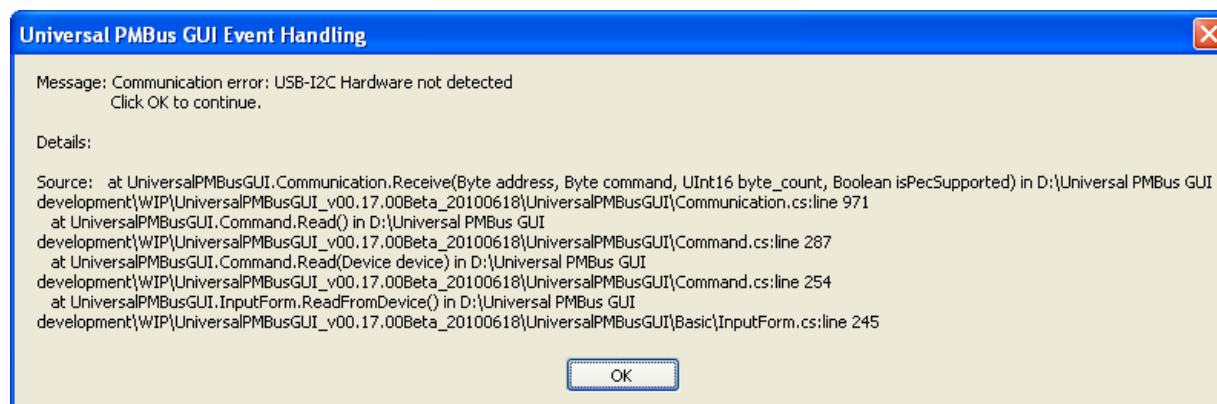 Universal PMBus GUI Event Handling
Message: Communication error: USB-I2C Hardware not detected
Click OK to continue.
Details:
Source: at UniversalPMBusGUI.Communication.Receive(Byte address, Byte command, UInt16 byte_count, Boolean isPecSupported) in D:\Universal PMBus GUI
development\WIP\UniversalPMBusGUI_v00.17.00Beta_20100618\UniversalPMBusGUI\Communication.cs:line 971
at UniversalPMBusGUI.Command.Read() in D:\Universal PMBus GUI
development\WIP\UniversalPMBusGUI_v00.17.00Beta_20100618\UniversalPMBusGUI\Command.cs:line 287
at UniversalPMBusGUI.Command.Read(Device device) in D:\Universal PMBus GUI
development\WIP\UniversalPMBusGUI_v00.17.00Beta_20100618\UniversalPMBusGUI\Command.cs:line 254
at UniversalPMBusGUI.InputForm.ReadFromDevice() in D:\Universal PMBus GUI
development\WIP\UniversalPMBusGUI_v00.17.00Beta_20100618\UniversalPMBusGUI\Basic\InputForm.cs:line 245
OK